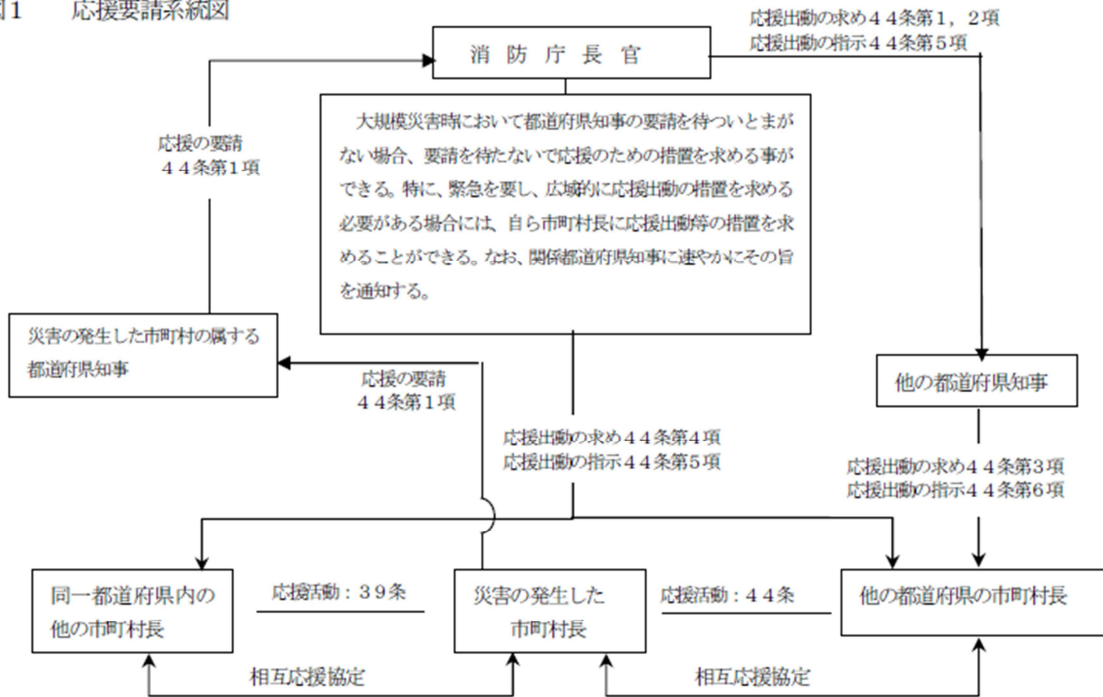 図1 応援要請系統図
応援出動の求め44条第1，2項
応援出動の指示44条第5項
消防庁長官
大規模災害時において都道府県知事の要請を待ついとまが
ない場合、要請を待たないで応援のための措置を求める事が
できる。特に、緊急を要し、広域的に応援出動の措置を求める
必要がある場合には、自ら市町村長に応援出動等の措置を求
めることができる。なお、関係都道府県知事に速やかにその旨
を通知する。
応援の要請
44条第1項
災害の発生した市町村の属する
都道府県知事
応援の要請
44条第1項
他の都道府県知事
応援出動の求め44条第4項
応援出動の指示44条第5項
応援出動の求め44条第3項
応援出動の指示44条第6項
同一都道府県内の
他の市町村長
応援活動：39条
災害の発生した
市町村長
応援活動：44条
他の都道府県の市町村長
相互応援協定
相互応援協定